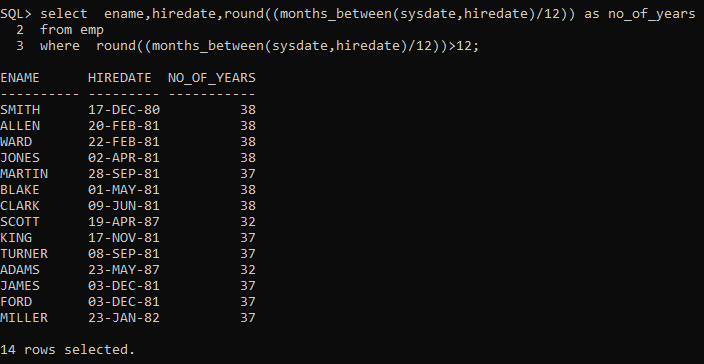 SQL> select  ename,hiredate,round((months_between(sysdate,hiredate)/12)) as no_of_years
  2  from emp
  3  where  round((months_between(sysdate,hiredate)/12))>12;

ENAME      HIREDATE  NO_OF_YEARS
---------- --------- -----------
SMITH      17-DEC-80          38
ALLEN      20-FEB-81          38
WARD       22-FEB-81          38
JONES      02-APR-81          38
MARTIN     28-SEP-81          37
BLAKE      01-MAY-81          38
CLARK      09-JUN-81          38
SCOTT      19-APR-87          32
KING       17-NOV-81          37
TURNER     08-SEP-81          37
ADAMS      23-MAY-87          32
JAMES      03-DEC-81          37
FORD       03-DEC-81          37
MILLER     23-JAN-82          37

14 rows selected.